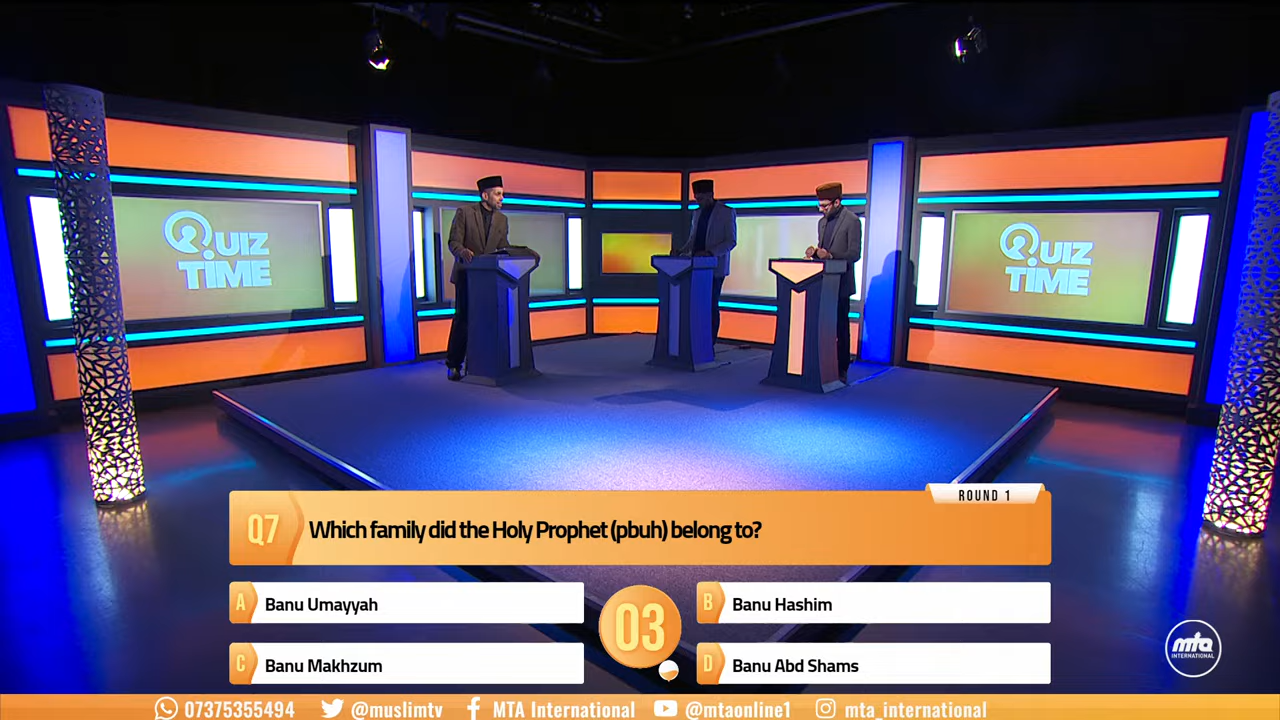 QUIZ
TIME
QUIZ
TIME
ROUND 1
Q7
Which family did the Holy Prophet (pbuh) belong to?
A Banu Umayyah
B Banu Hashim
03
C Banu Makhzum
D Banu Abd Shams
mta
INTERNATIONAL
07375355494 @muslimtv MTA International @mtaonline1 mta_international